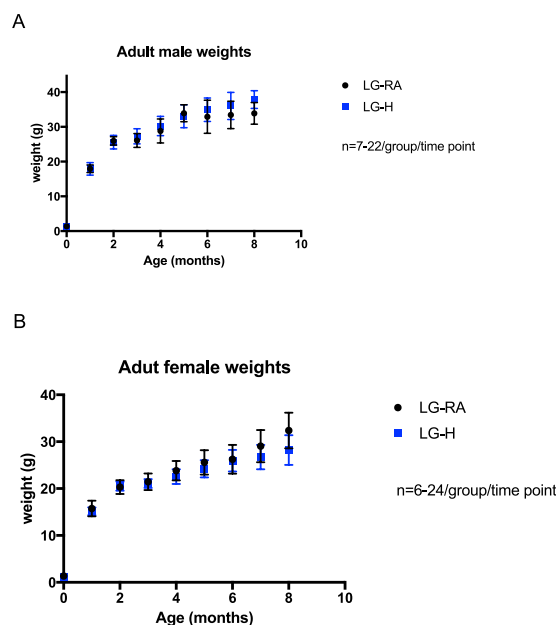 A
Adult male weights
LG-RA
LG-H
n=7-22/group/time point
weight (g)
40
30
20
10
0
0 2 4 6 8 10
Age (months)
B
Adut female weights
LG-RA
LG-H
n=6-24/group/time point
weight (g)
40
30
20
10
0
0 2 4 6 8 10
Age (months)